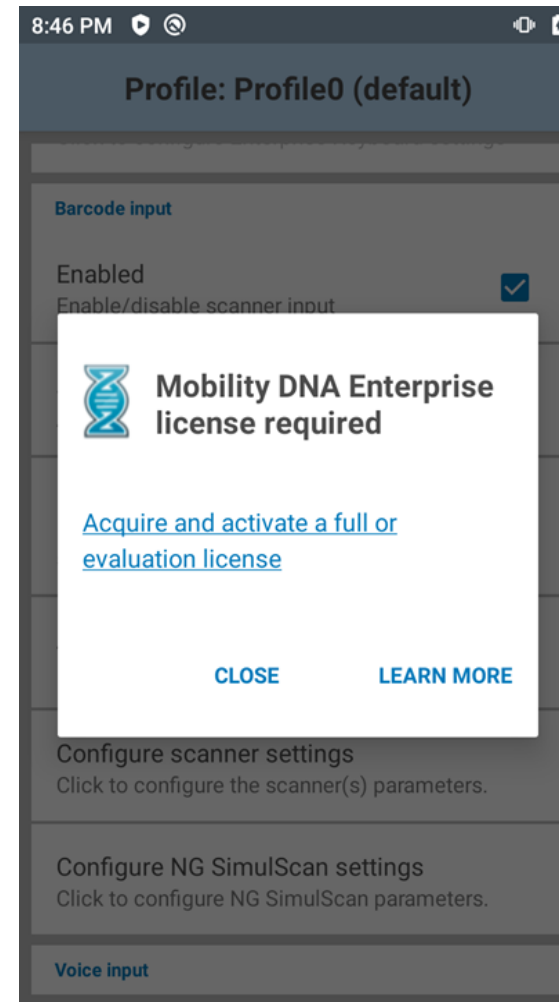 8:46 PM
Profile: Profile0 (default)
Barcode input
Enabled
Enable/disable scanner input
Mobility DNA Enterprise
license required
Acquire and activate a full or
evaluation license
CLOSE LEARN MORE
Configure scanner settings
Click to configure the scanner(s) parameters.
Configure NG SimulScan settings
Click to configure NG SimulScan parameters.
Voice input